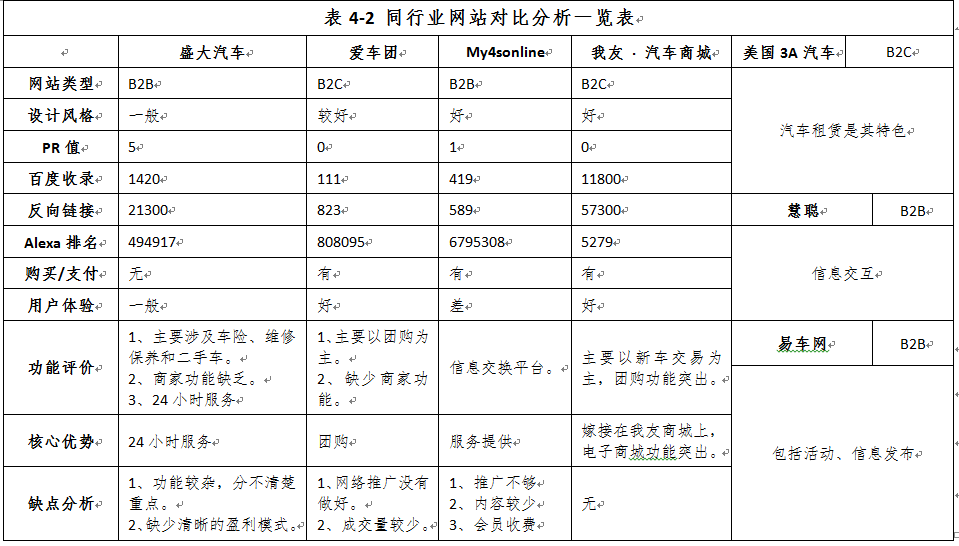 表 4-2 同行业网站对比分析一览表
盛大汽车 爱车团 My4sonline 我友·汽车商城 美国 3A 汽车 B2C
网站类型 B2B B2C B2B B2C
设计风格 一般 较好 好 好
汽车租赁是其特色
PR 值 5 0 1 0
百度收录 1420 111 419 11800
反向链接 21300 823 589 57300 慧聪 B2B
Alexa 排名 494917 808095 6795308 5279
购买/支付 无 有 有 有 信息交互
用户体验 一般 好 差 好
易车网 B2B
功能评价
1、主要涉及车险、维修
保养和二手车。
2、商家功能缺乏。
3、24 小时服务
1、主要以团购为
主。
2、缺少商家功
能。
信息交换平台。
主要以新车交易为
主，团购功能突出。
核心优势 24 小时服务 团购 服务提供
嫁接在我友商城上，
电子商城功能突出。
包括活动、信息发布
缺点分析
1、功能较杂，分不清楚
重点。
2、缺少清晰的盈利模式。
1、网络推广没有
做好。
2、成交量较少。
1、推广不够
2、内容较少
3、会员收费
无